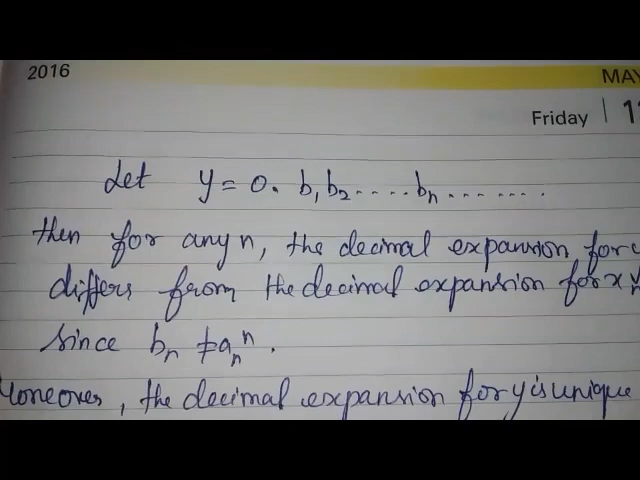 2016 MAY
Friday
Let y = 0. b₁ b₂ .... bₙ .......
then for any n, the decimal expansion for
differs from the decimal expansion for xₙ
since bₙ ≠ aₙⁿ.
Moreover, the decimal expansion for y is unique